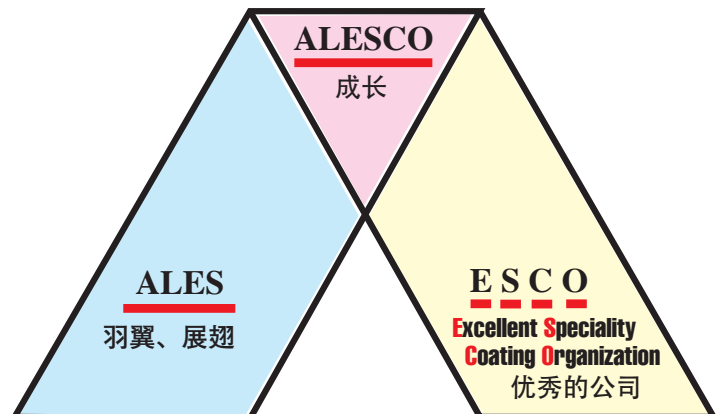 ALESCO
成长
ALES
羽翼、展翅
E S C O
Excellent Speciality
Coating Organization
优秀的公司